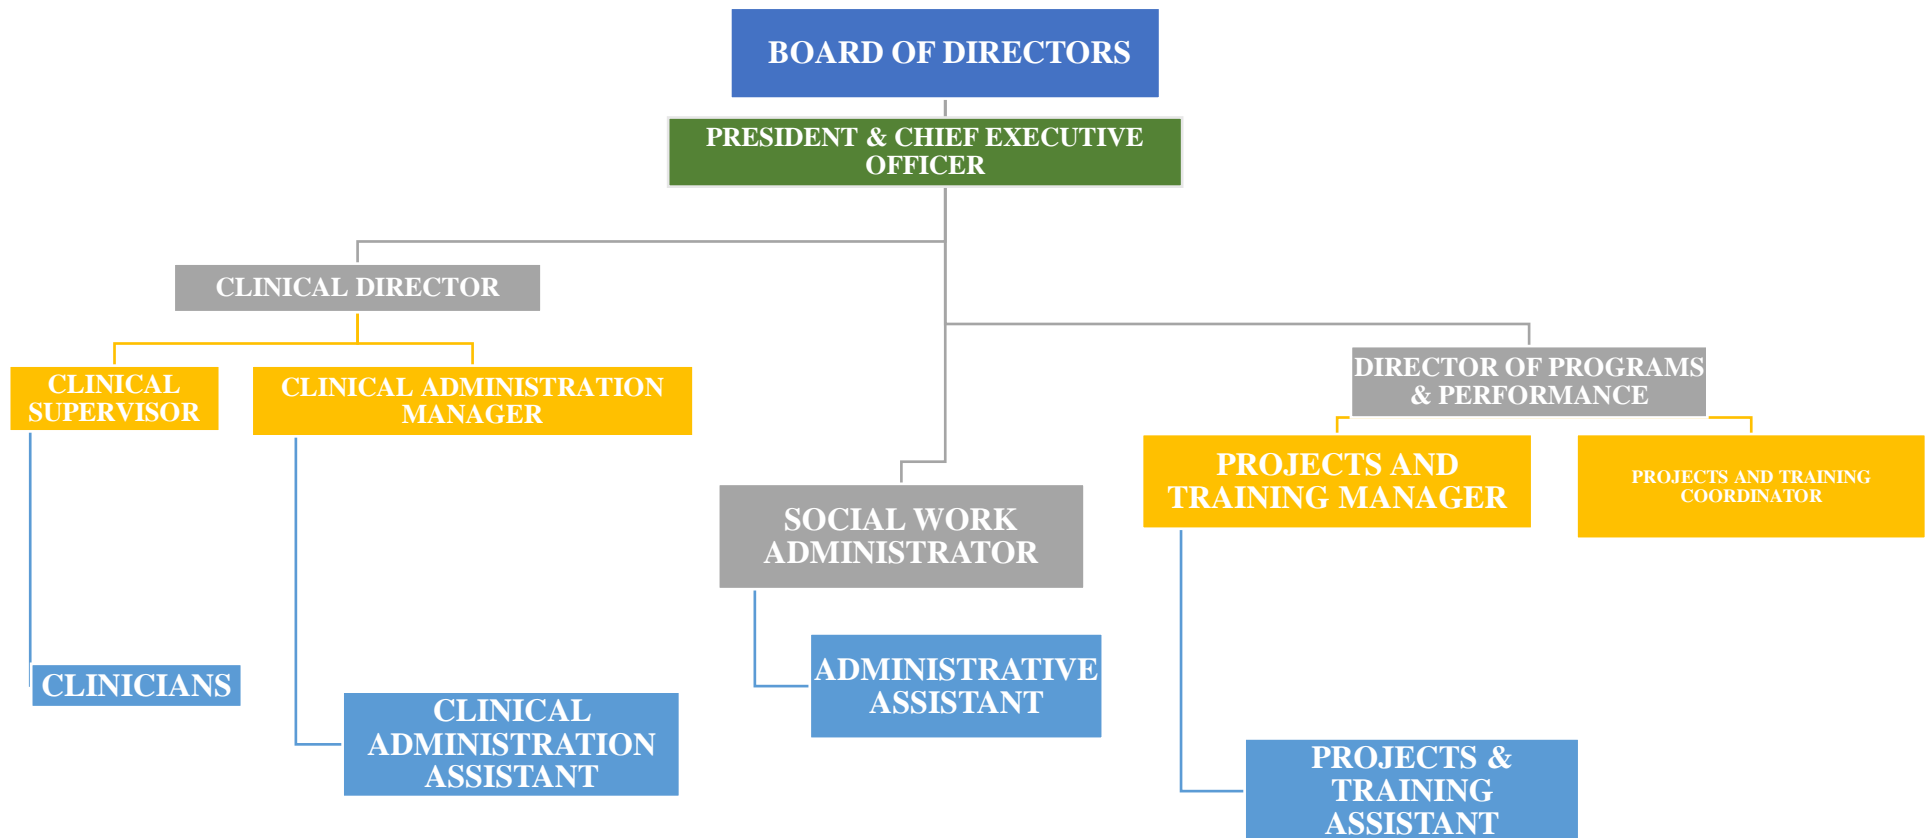 BOARD OF DIRECTORS
PRESIDENT & CHIEF EXECUTIVE
OFFICER
CLINICAL DIRECTOR
CLINICAL
SUPERVISOR
CLINICAL ADMINISTRATION
MANAGER
DIRECTOR OF PROGRAMS
& PERFORMANCE
PROJECTS AND
TRAINING MANAGER
PROJECTS AND TRAINING
COORDINATOR
SOCIAL WORK
ADMINISTRATOR
CLINICIANS
CLINICAL
ADMINISTRATION
ASSISTANT
ADMINISTRATIVE
ASSISTANT
PROJECTS &
TRAINING
ASSISTANT